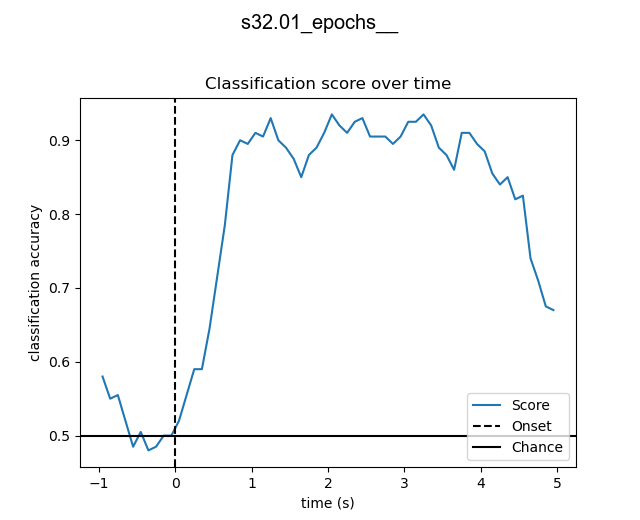 s32.01_epochs__
Classification score over time
classification accuracy
0.9
0.8
0.7
0.6
0.5
−1
0
1
2
3
4
5
time (s)
Score
Onset
Chance